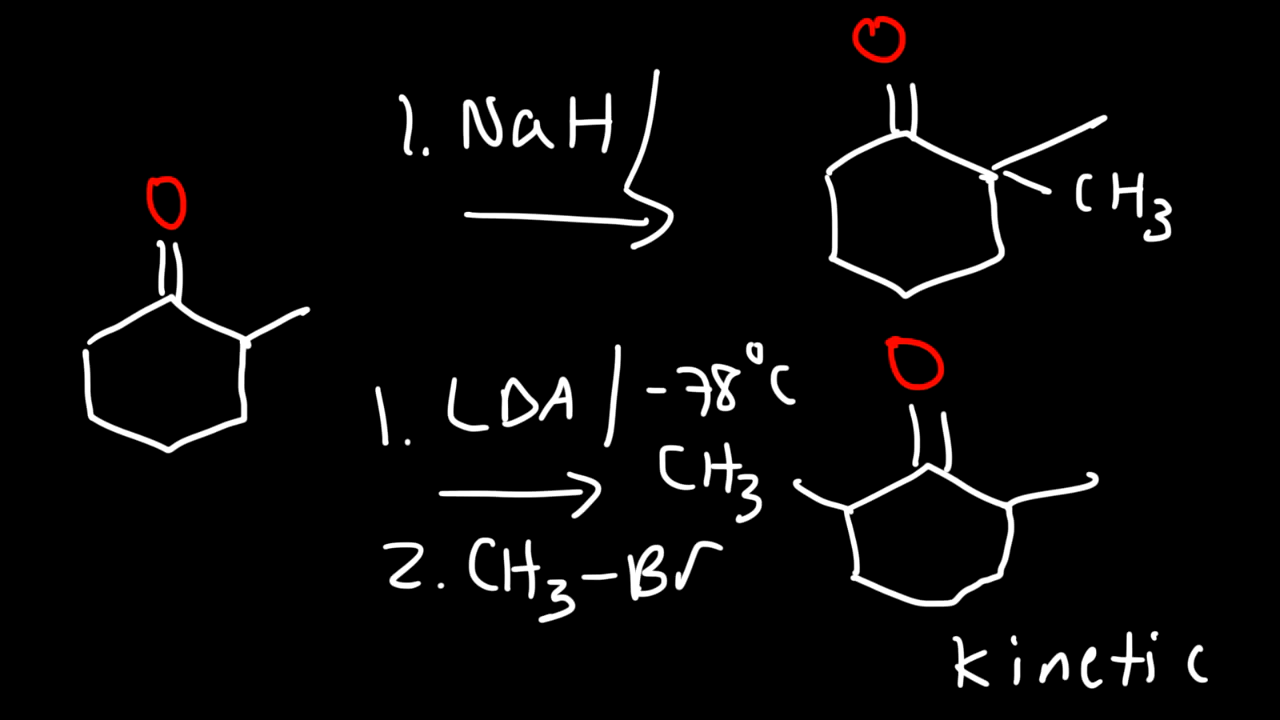 O
1. NaH/
CH3
O
O
1. LDA/-78°C
CH3
2. CH3-Br
kinetic